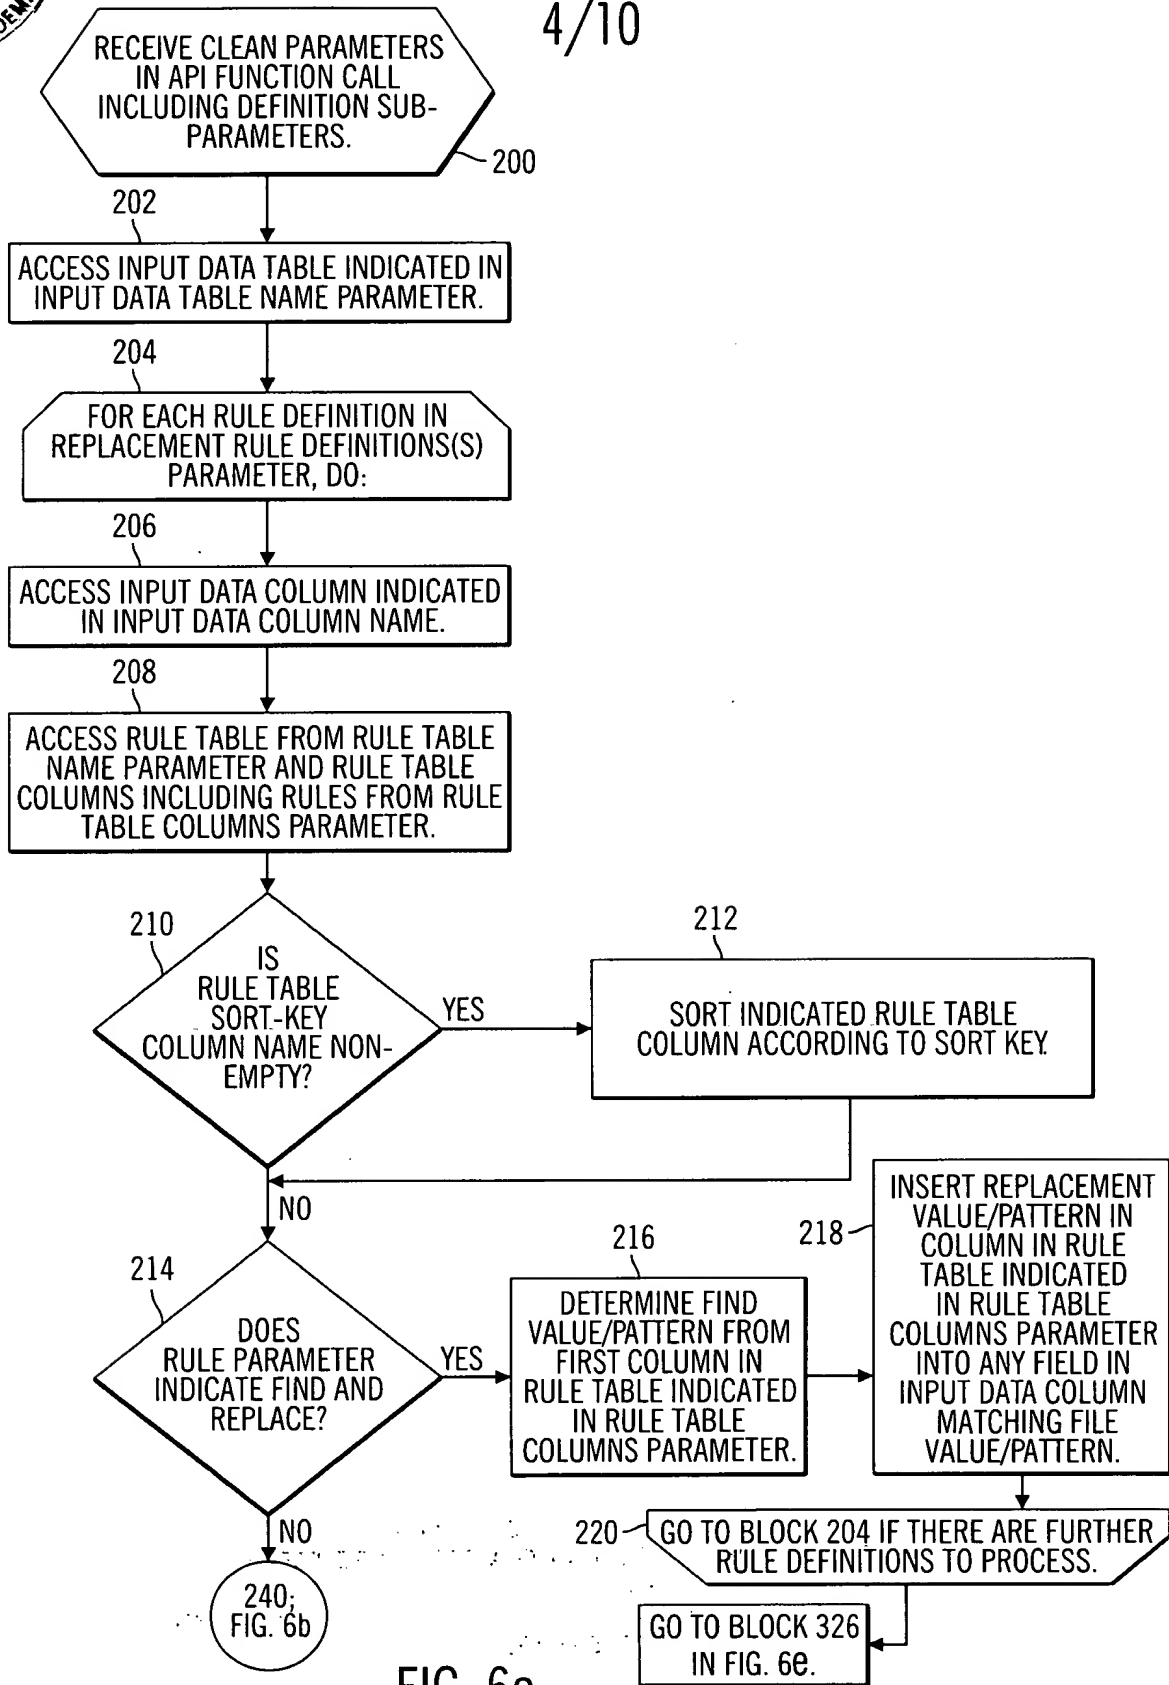 4/10
RECEIVE CLEAN PARAMETERS
IN API FUNCTION CALL
INCLUDING DEFINITION SUB-
PARAMETERS.
200
202
ACCESS INPUT DATA TABLE INDICATED IN
INPUT DATA TABLE NAME PARAMETER.
204
FOR EACH RULE DEFINITION IN
REPLACEMENT RULE DEFINITIONS(S)
PARAMETER, DO:
206
ACCESS INPUT DATA COLUMN INDICATED
IN INPUT DATA COLUMN NAME.
208
ACCESS RULE TABLE FROM RULE TABLE
NAME PARAMETER AND RULE TABLE
COLUMNS INCLUDING RULES FROM RULE
TABLE COLUMNS PARAMETER.
210
IS
RULE TABLE
SORT-KEY
COLUMN NAME NON-
EMPTY?
YES
212
SORT INDICATED RULE TABLE
COLUMN ACCORDING TO SORT KEY.
NO
214
DOES
RULE PARAMETER
INDICATE FIND AND
REPLACE?
YES
216
DETERMINE FIND
VALUE/PATTERN FROM
FIRST COLUMN IN
RULE TABLE INDICATED
IN RULE TABLE
COLUMNS PARAMETER.
218
INSERT REPLACEMENT
VALUE/PATTERN IN
COLUMN IN RULE
TABLE INDICATED
IN RULE TABLE
COLUMNS PARAMETER
INTO ANY FIELD IN
INPUT DATA COLUMN
MATCHING FILE
VALUE/PATTERN.
NO
220
GO TO BLOCK 204 IF THERE ARE FURTHER
RULE DEFINITIONS TO PROCESS.
240;
FIG. 6b
GO TO BLOCK 326
IN FIG. 6e.
FIG.